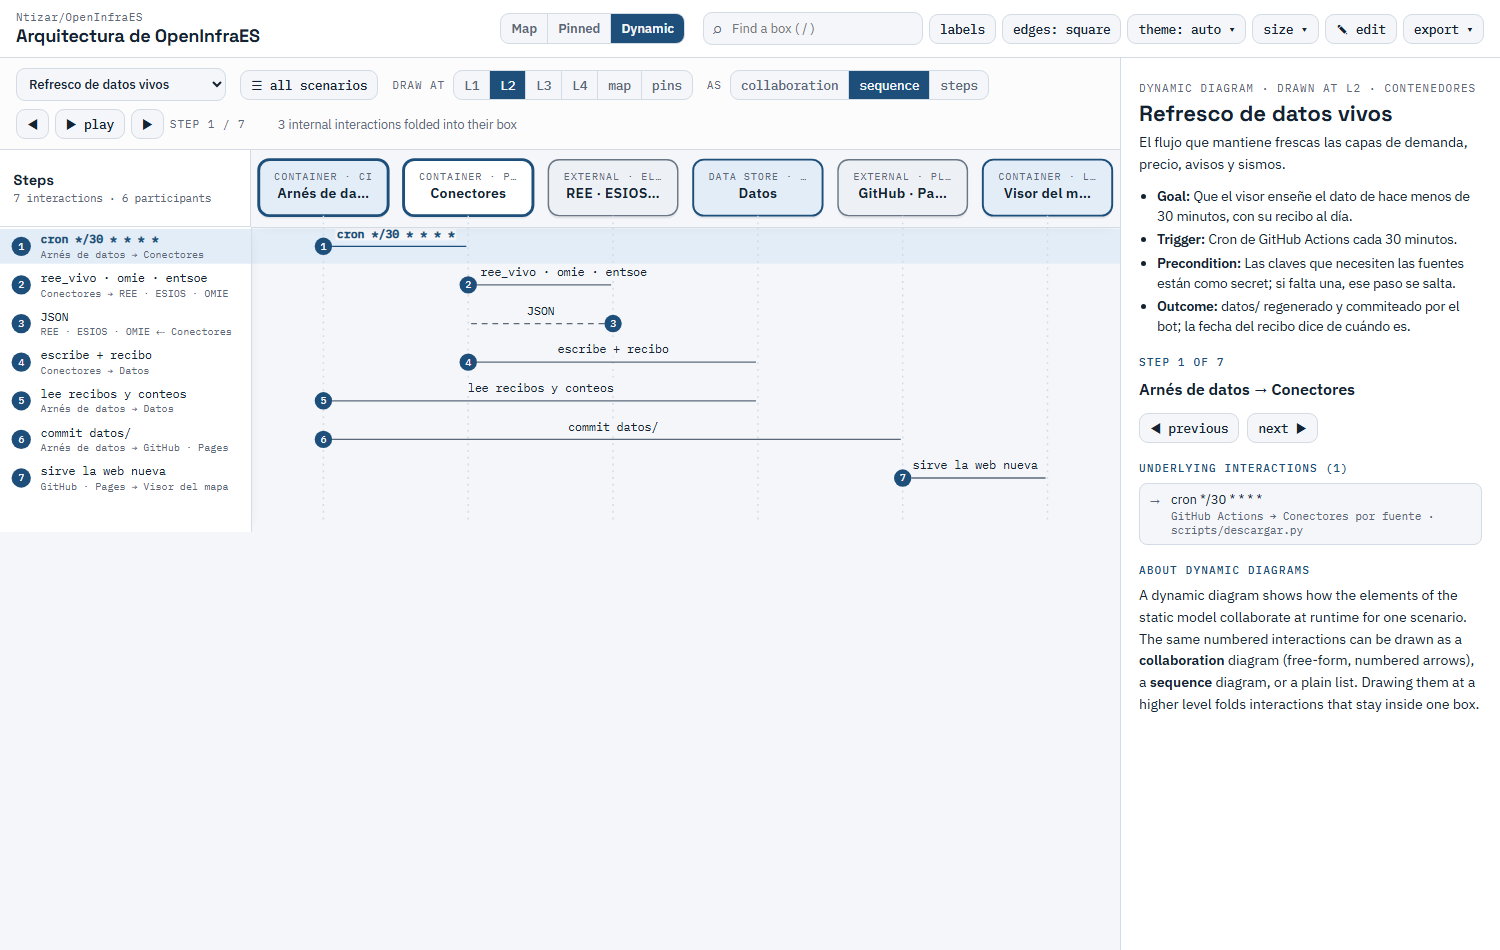 Ntizar/OpenInfraES
Arquitectura de OpenInfraES
Map Pinned Dynamic
Find a box ( / )
labels
edges: square
theme: auto ▾
size ▾
✎ edit
export ▾
Refresco de datos vivos
☰ all scenarios
DRAW AT L1 L2 L3 L4 map pins
AS collaboration sequence steps
◀ ▶ play ▶ STEP 1 / 7 3 internal interactions folded into their box
Steps
7 interactions · 6 participants
CONTAINER · CI
Arnés de da…
CONTAINER · P…
Conectores
EXTERNAL · EL…
REE · ESIOS…
DATA STORE · …
Datos
EXTERNAL · PL…
GitHub · Pa…
CONTAINER · L…
Visor del m…
1 cron */30 * * * *
Arnés de datos → Conectores
2 ree_vivo · omie · entsoe
Conectores → REE · ESIOS · OMIE
3 JSON
REE · ESIOS · OMIE ← Conectores
4 escribe + recibo
Conectores → Datos
5 lee recibos y conteos
Arnés de datos → Datos
6 commit datos/
Arnés de datos → GitHub · Pages
7 sirve la web nueva
GitHub · Pages → Visor del mapa
1 cron */30 * * * *
2 ree_vivo · omie · entsoe
JSON 3
4 escribe + recibo
5 lee recibos y conteos
6 commit datos/
7 sirve la web nueva
DYNAMIC DIAGRAM · DRAWN AT L2 · CONTENEDORES
Refresco de datos vivos
El flujo que mantiene frescas las capas de demanda,
precio, avisos y sismos.
• Goal: Que el visor enseñe el dato de hace menos de
30 minutos, con su recibo al día.
• Trigger: Cron de GitHub Actions cada 30 minutos.
• Precondition: Las claves que necesiten las fuentes
están como secret; si falta una, ese paso se salta.
• Outcome: datos/ regenerado y commiteado por el
bot; la fecha del recibo dice de cuándo es.
STEP 1 OF 7
Arnés de datos → Conectores
◀ previous
next ▶
UNDERLYING INTERACTIONS (1)
→ cron */30 * * * *
GitHub Actions → Conectores por fuente ·
scripts/descargar.py
ABOUT DYNAMIC DIAGRAMS
A dynamic diagram shows how the elements of the
static model collaborate at runtime for one scenario.
The same numbered interactions can be drawn as a
collaboration diagram (free-form, numbered arrows),
a sequence diagram, or a plain list. Drawing them at a
higher level folds interactions that stay inside one box.